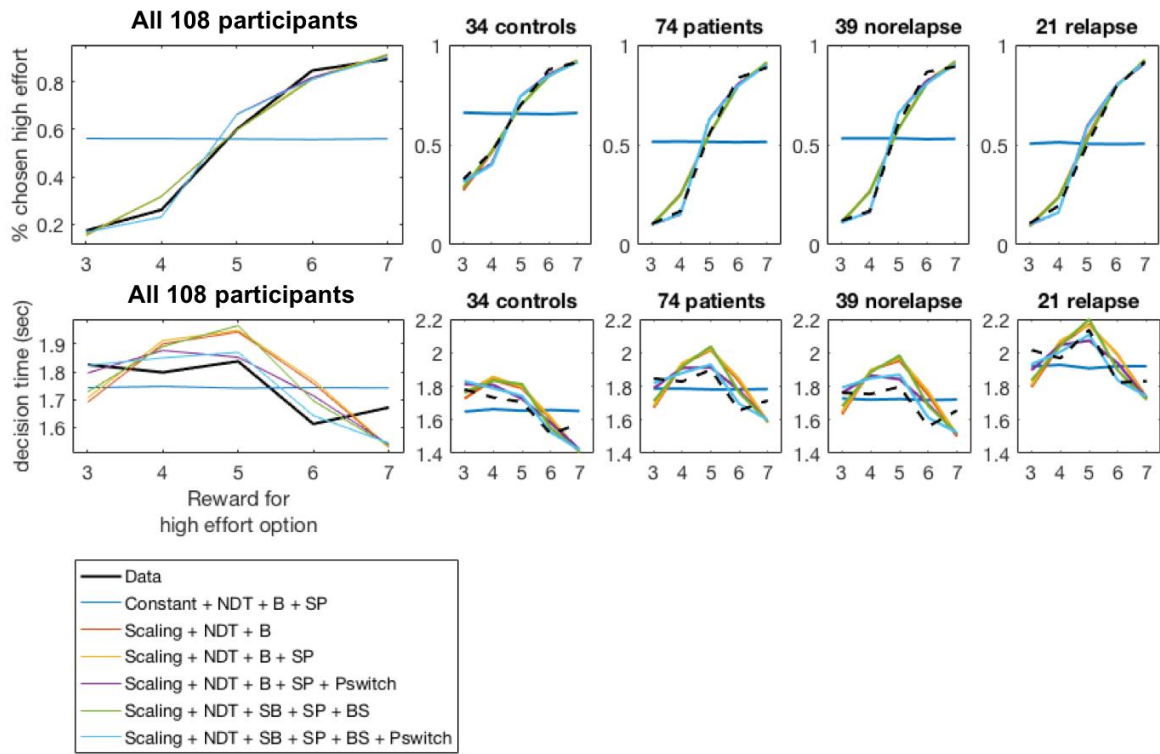 All 108 participants
34 controls
74 patients
39 norelapse
21 relapse
% chosen high effort
0.8
0.6
0.4
0.2
3 4 5 6 7
1
0.5
0
3 4 5 6 7
1
0.5
0
3 4 5 6 7
1
0.5
0
3 4 5 6 7
1
0.5
0
3 4 5 6 7
All 108 participants
34 controls
74 patients
39 norelapse
21 relapse
decision time (sec)
1.9
1.8
1.7
1.6
3 4 5 6 7
2.2
2
1.8
1.6
1.4
3 4 5 6 7
2.2
2
1.8
1.6
1.4
3 4 5 6 7
2.2
2
1.8
1.6
1.4
3 4 5 6 7
2.2
2
1.8
1.6
1.4
3 4 5 6 7
Reward for
high effort option
Data
Constant + NDT + B + SP
Scaling + NDT + B
Scaling + NDT + B + SP
Scaling + NDT + B + SP + Pswitch
Scaling + NDT + SB + SP + BS
Scaling + NDT + SB + SP + BS + Pswitch